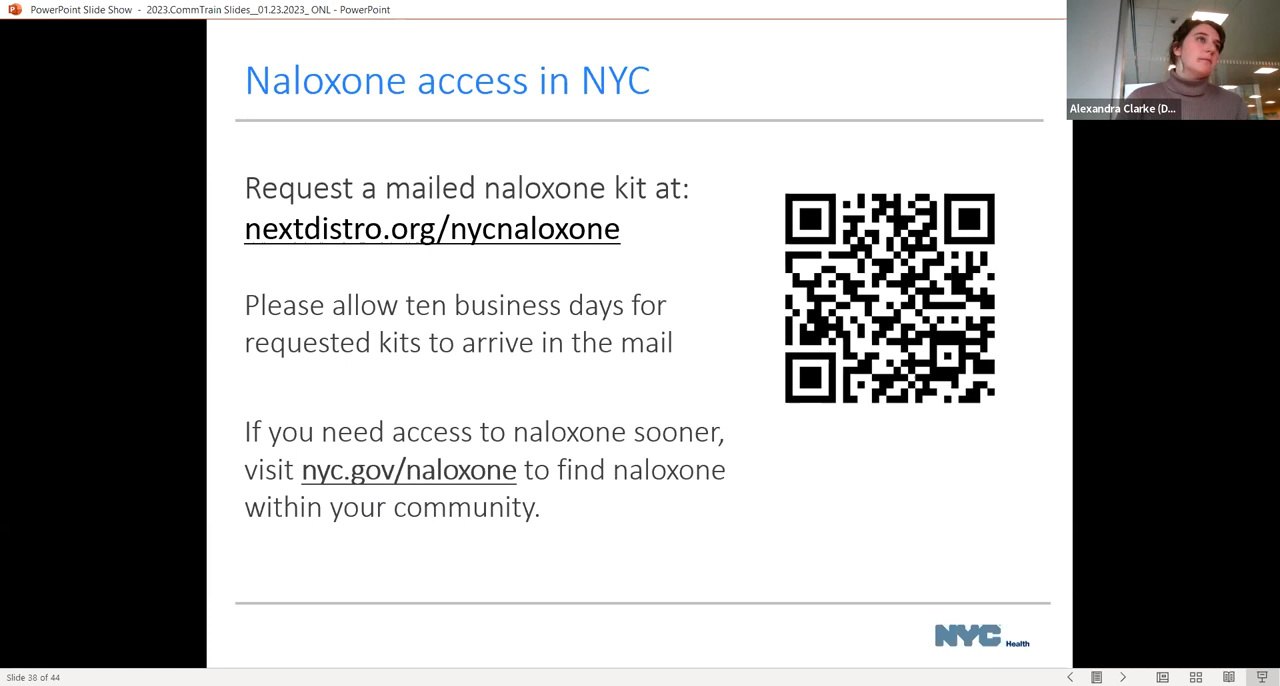 PowerPoint Slide Show - 2023.CommTrain Slides__01.23.2023_ ONL - PowerPoint
Alexandra Clarke (D...
Naloxone access in NYC
Request a mailed naloxone kit at:
nextdistro.org/nycnaloxone
Please allow ten business days for
requested kits to arrive in the mail
If you need access to naloxone sooner,
visit nyc.gov/naloxone to find naloxone
within your community.
NYC Health
Slide 38 of 44